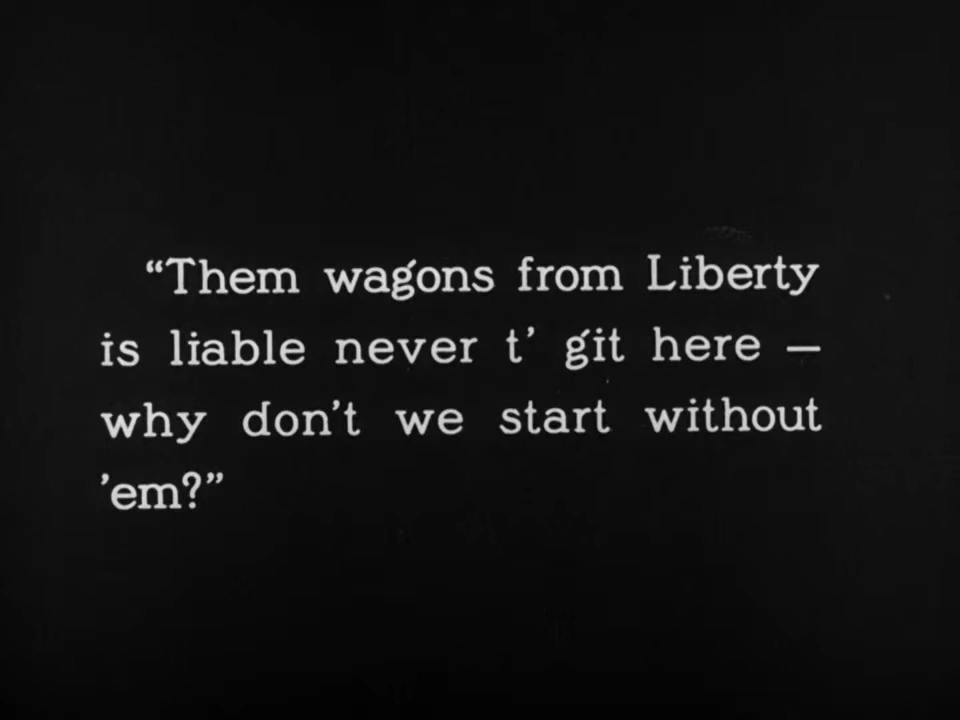 “Them wagons from Liberty
is liable never t’ git here —
why don’t we start without
’em?”